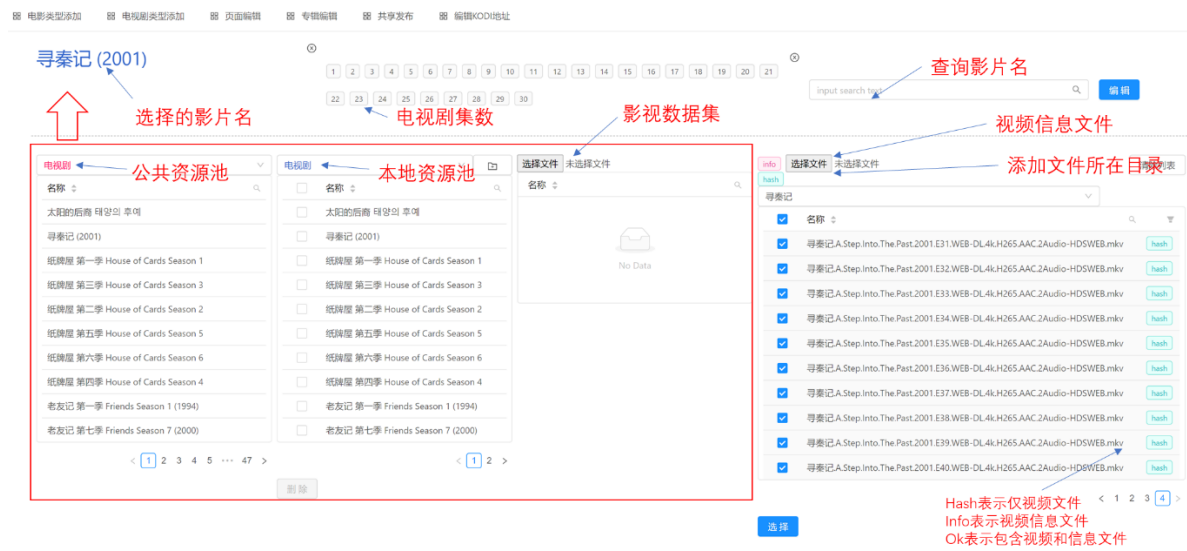 电影类型添加 电视剧类型添加 页面编辑 专辑编辑 共享发布 编辑KODI地址
寻秦记 (2001)
1 2 3 4 5 6 7 8 9 10 11 12 13 14 15 16 17 18 19 20 21
22 23 24 25 26 27 28 29 30
查询影片名
input search text
编辑
选择的影片名
电视剧集数
影视数据集
视频信息文件
电视剧
公共资源池
电视剧
本地资源池
选择文件 未选择文件
info
选择文件 未选择文件
添加文件所在目录
列表
hash
名称
名称
名称
寻秦记
名称
太阳的后裔 태양의 후예
寻秦记 (2001)
纸牌屋 第一季 House of Cards Season 1
纸牌屋 第三季 House of Cards Season 3
纸牌屋 第二季 House of Cards Season 2
纸牌屋 第五季 House of Cards Season 5
纸牌屋 第六季 House of Cards Season 6
纸牌屋 第四季 House of Cards Season 4
老友记 第一季 Friends Season 1 (1994)
老友记 第七季 Friends Season 7 (2000)
1 2 3 4 5 ··· 47
太阳的后裔 태양의 후예
寻秦记 (2001)
纸牌屋 第一季 House of Cards Season 1
纸牌屋 第三季 House of Cards Season 3
纸牌屋 第二季 House of Cards Season 2
纸牌屋 第五季 House of Cards Season 5
纸牌屋 第六季 House of Cards Season 6
纸牌屋 第四季 House of Cards Season 4
老友记 第一季 Friends Season 1 (1994)
老友记 第七季 Friends Season 7 (2000)
1 2
删除
No Data
寻秦记.A.Step.Into.The.Past.2001.E31.WEB-DL.4k.H265.AAC.2Audio-HDSWEB.mkv hash
寻秦记.A.Step.Into.The.Past.2001.E32.WEB-DL.4k.H265.AAC.2Audio-HDSWEB.mkv hash
寻秦记.A.Step.Into.The.Past.2001.E33.WEB-DL.4k.H265.AAC.2Audio-HDSWEB.mkv hash
寻秦记.A.Step.Into.The.Past.2001.E34.WEB-DL.4k.H265.AAC.2Audio-HDSWEB.mkv hash
寻秦记.A.Step.Into.The.Past.2001.E35.WEB-DL.4k.H265.AAC.2Audio-HDSWEB.mkv hash
寻秦记.A.Step.Into.The.Past.2001.E36.WEB-DL.4k.H265.AAC.2Audio-HDSWEB.mkv hash
寻秦记.A.Step.Into.The.Past.2001.E37.WEB-DL.4k.H265.AAC.2Audio-HDSWEB.mkv hash
寻秦记.A.Step.Into.The.Past.2001.E38.WEB-DL.4k.H265.AAC.2Audio-HDSWEB.mkv hash
寻秦记.A.Step.Into.The.Past.2001.E39.WEB-DL.4k.H265.AAC.2Audio-HDSWEB.mkv hash
寻秦记.A.Step.Into.The.Past.2001.E40.WEB-DL.4k.H265.AAC.2Audio-HDSWEB.mkv hash
1 2 3 4
Hash表示仅视频文件
Info表示视频信息文件
Ok表示包含视频和信息文件
选择